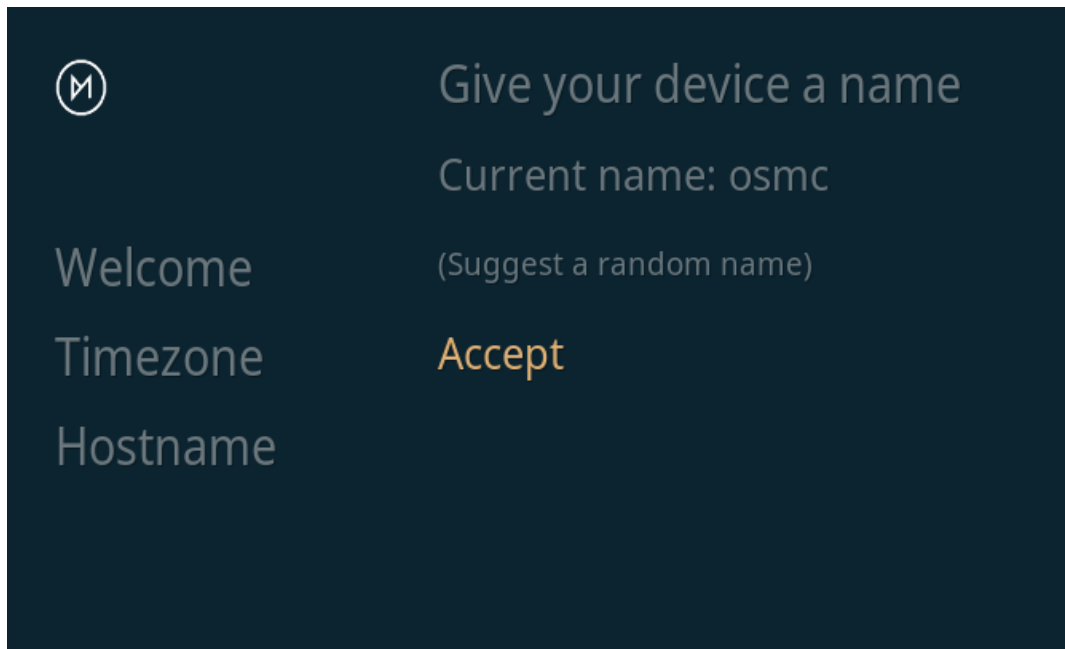 Give your device a name
Current name: osmc
(Suggest a random name)
Accept
Welcome
Timezone
Hostname